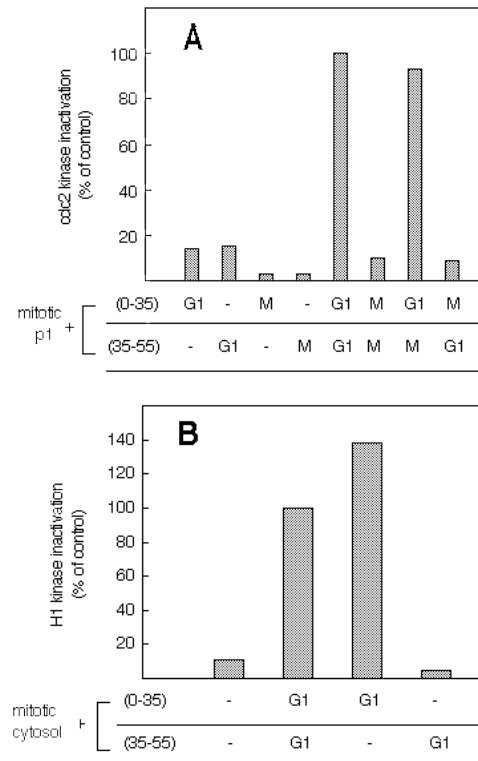 A
100
80
60
40
20
cdc2 kinase inactivation
(% of control)
mitotic
p1 +
(0-35) G1 - M - G1 M G1 M
(35-55) - G1 - M G1 M M G1
B
140
120
100
80
60
40
20
H1 kinase inactivation
(% of control)
mitotic
cytosol +
(0-35) - G1 G1 -
(35-55) - G1 - G1